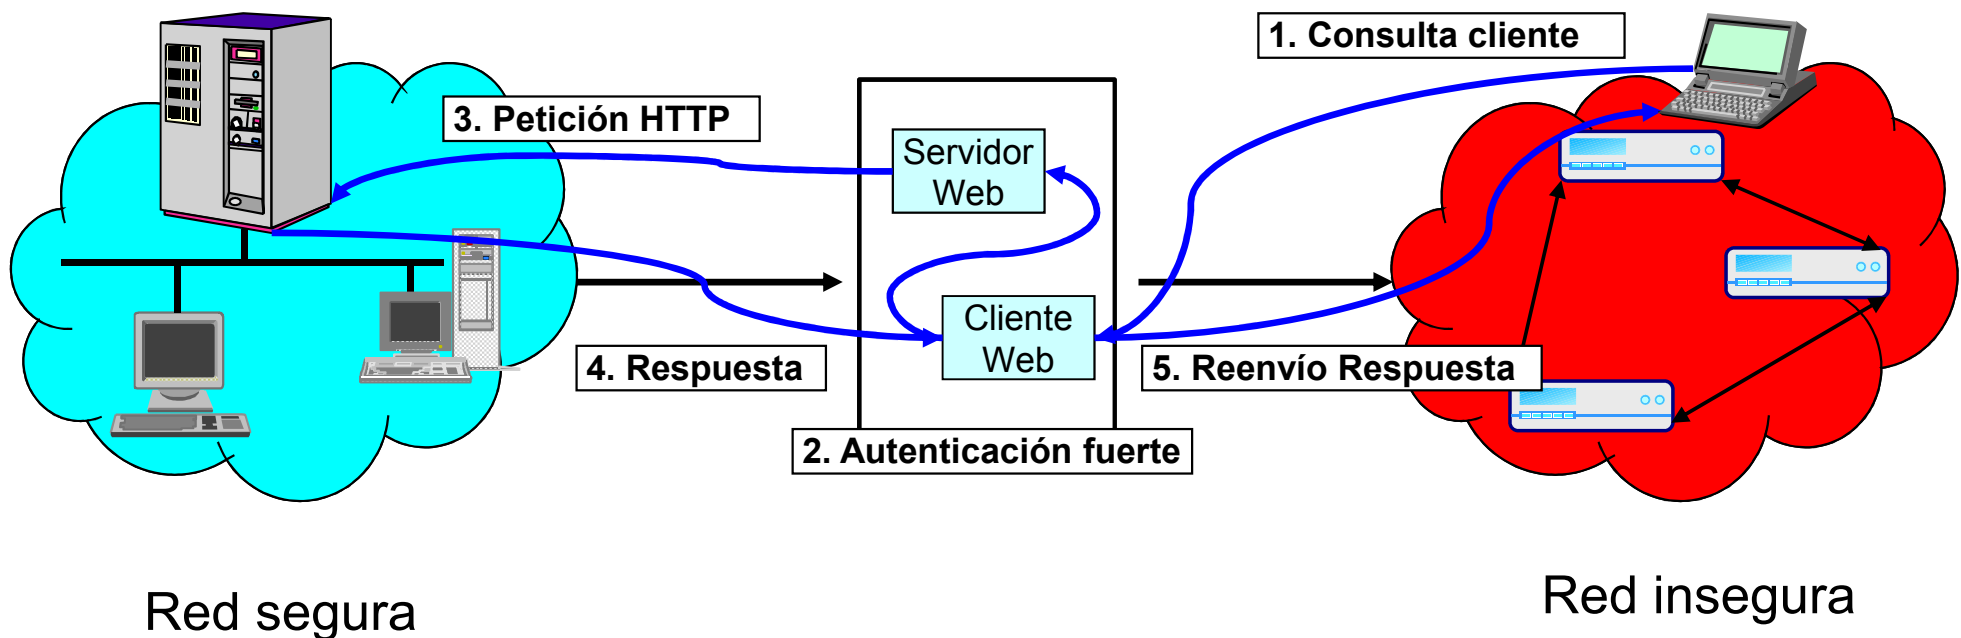 1. Consulta cliente
3. Petición HTTP
Servidor
Web
Cliente
Web
4. Respuesta
5. Reenvío Respuesta
2. Autenticación fuerte
Red segura
Red insegura